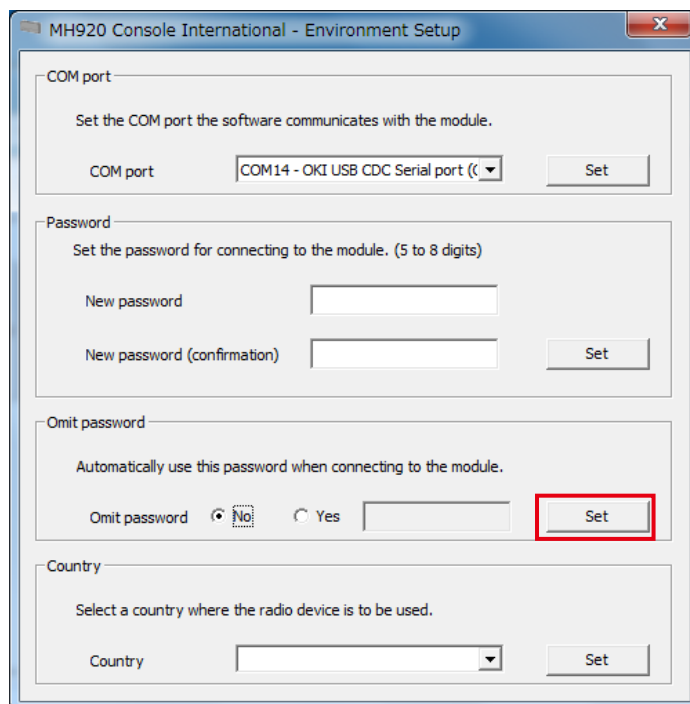 MH920 Console International - Environment Setup
COM port
Set the COM port the software communicates with the module.
COM port COM14 - OKI USB CDC Serial port (C Set
Password
Set the password for connecting to the module. (5 to 8 digits)
New password
New password (confirmation) Set
Omit password
Automatically use this password when connecting to the module.
Omit password No Yes Set
Country
Select a country where the radio device is to be used.
Country Set